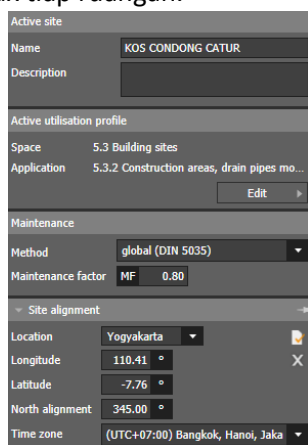 tiap ruangan.
Active site
Name KOS CONDONG CATUR
Description
Active utilisation profile
Space 5.3 Building sites
Application 5.3.2 Construction areas, drain pipes mo...
Edit
Maintenance
Method global (DIN 5035)
Maintenance factor MF 0.80
Site alignment
Location Yogyakarta
Longitude 110.41 °
Latitude -7.76 °
North alignment 345.00 °
Time zone (UTC+07:00) Bangkok, Hanoi, Jaka